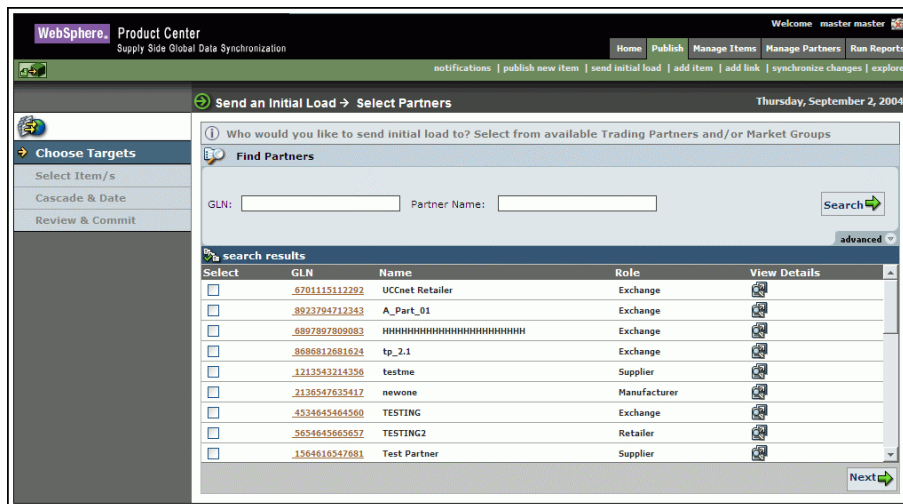 WebSphere. Product Center
Supply Side Global Data Synchronization
Welcome master master
Home Publish Manage Items Manage Partners Run Reports
notifications | publish new item | send initial load | add item | add link | synchronize changes | explore
Send an Initial Load → Select Partners
Thursday, September 2, 2004
Who would you like to send initial load to? Select from available Trading Partners and/or Market Groups
Choose Targets
Select Item/s
Cascade & Date
Review & Commit
Find Partners
GLN:
Partner Name:
Search
advanced
search results
Select GLN Name Role View Details
6701115112292 UCCnet Retailer Exchange
8923794712343 A_Part_01 Exchange
6897897809083 HHHHHHHHHHHHHHHHHHHHHHH Exchange
8686812681624 tp_2.1 Exchange
1213543214356 testme Supplier
2136547635417 newone Manufacturer
4534645464560 TESTING Exchange
5654645665657 TESTING2 Retailer
1564616547681 Test Partner Supplier
Next